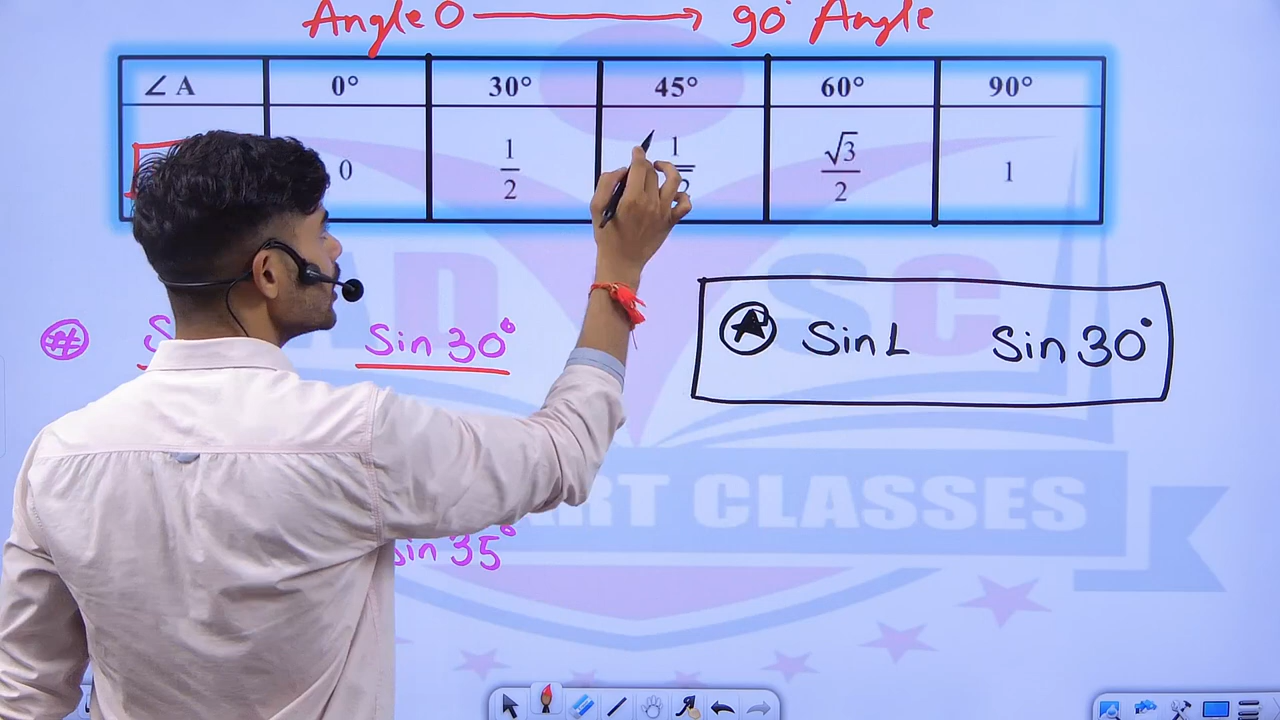 Angle 0 → 90° Angle
∠A 0° 30° 45° 60° 90°
0 1/2 1 √3/2 1
Sin 30°
A Sin L Sin 30°
ART CLASSES
Sin 35°